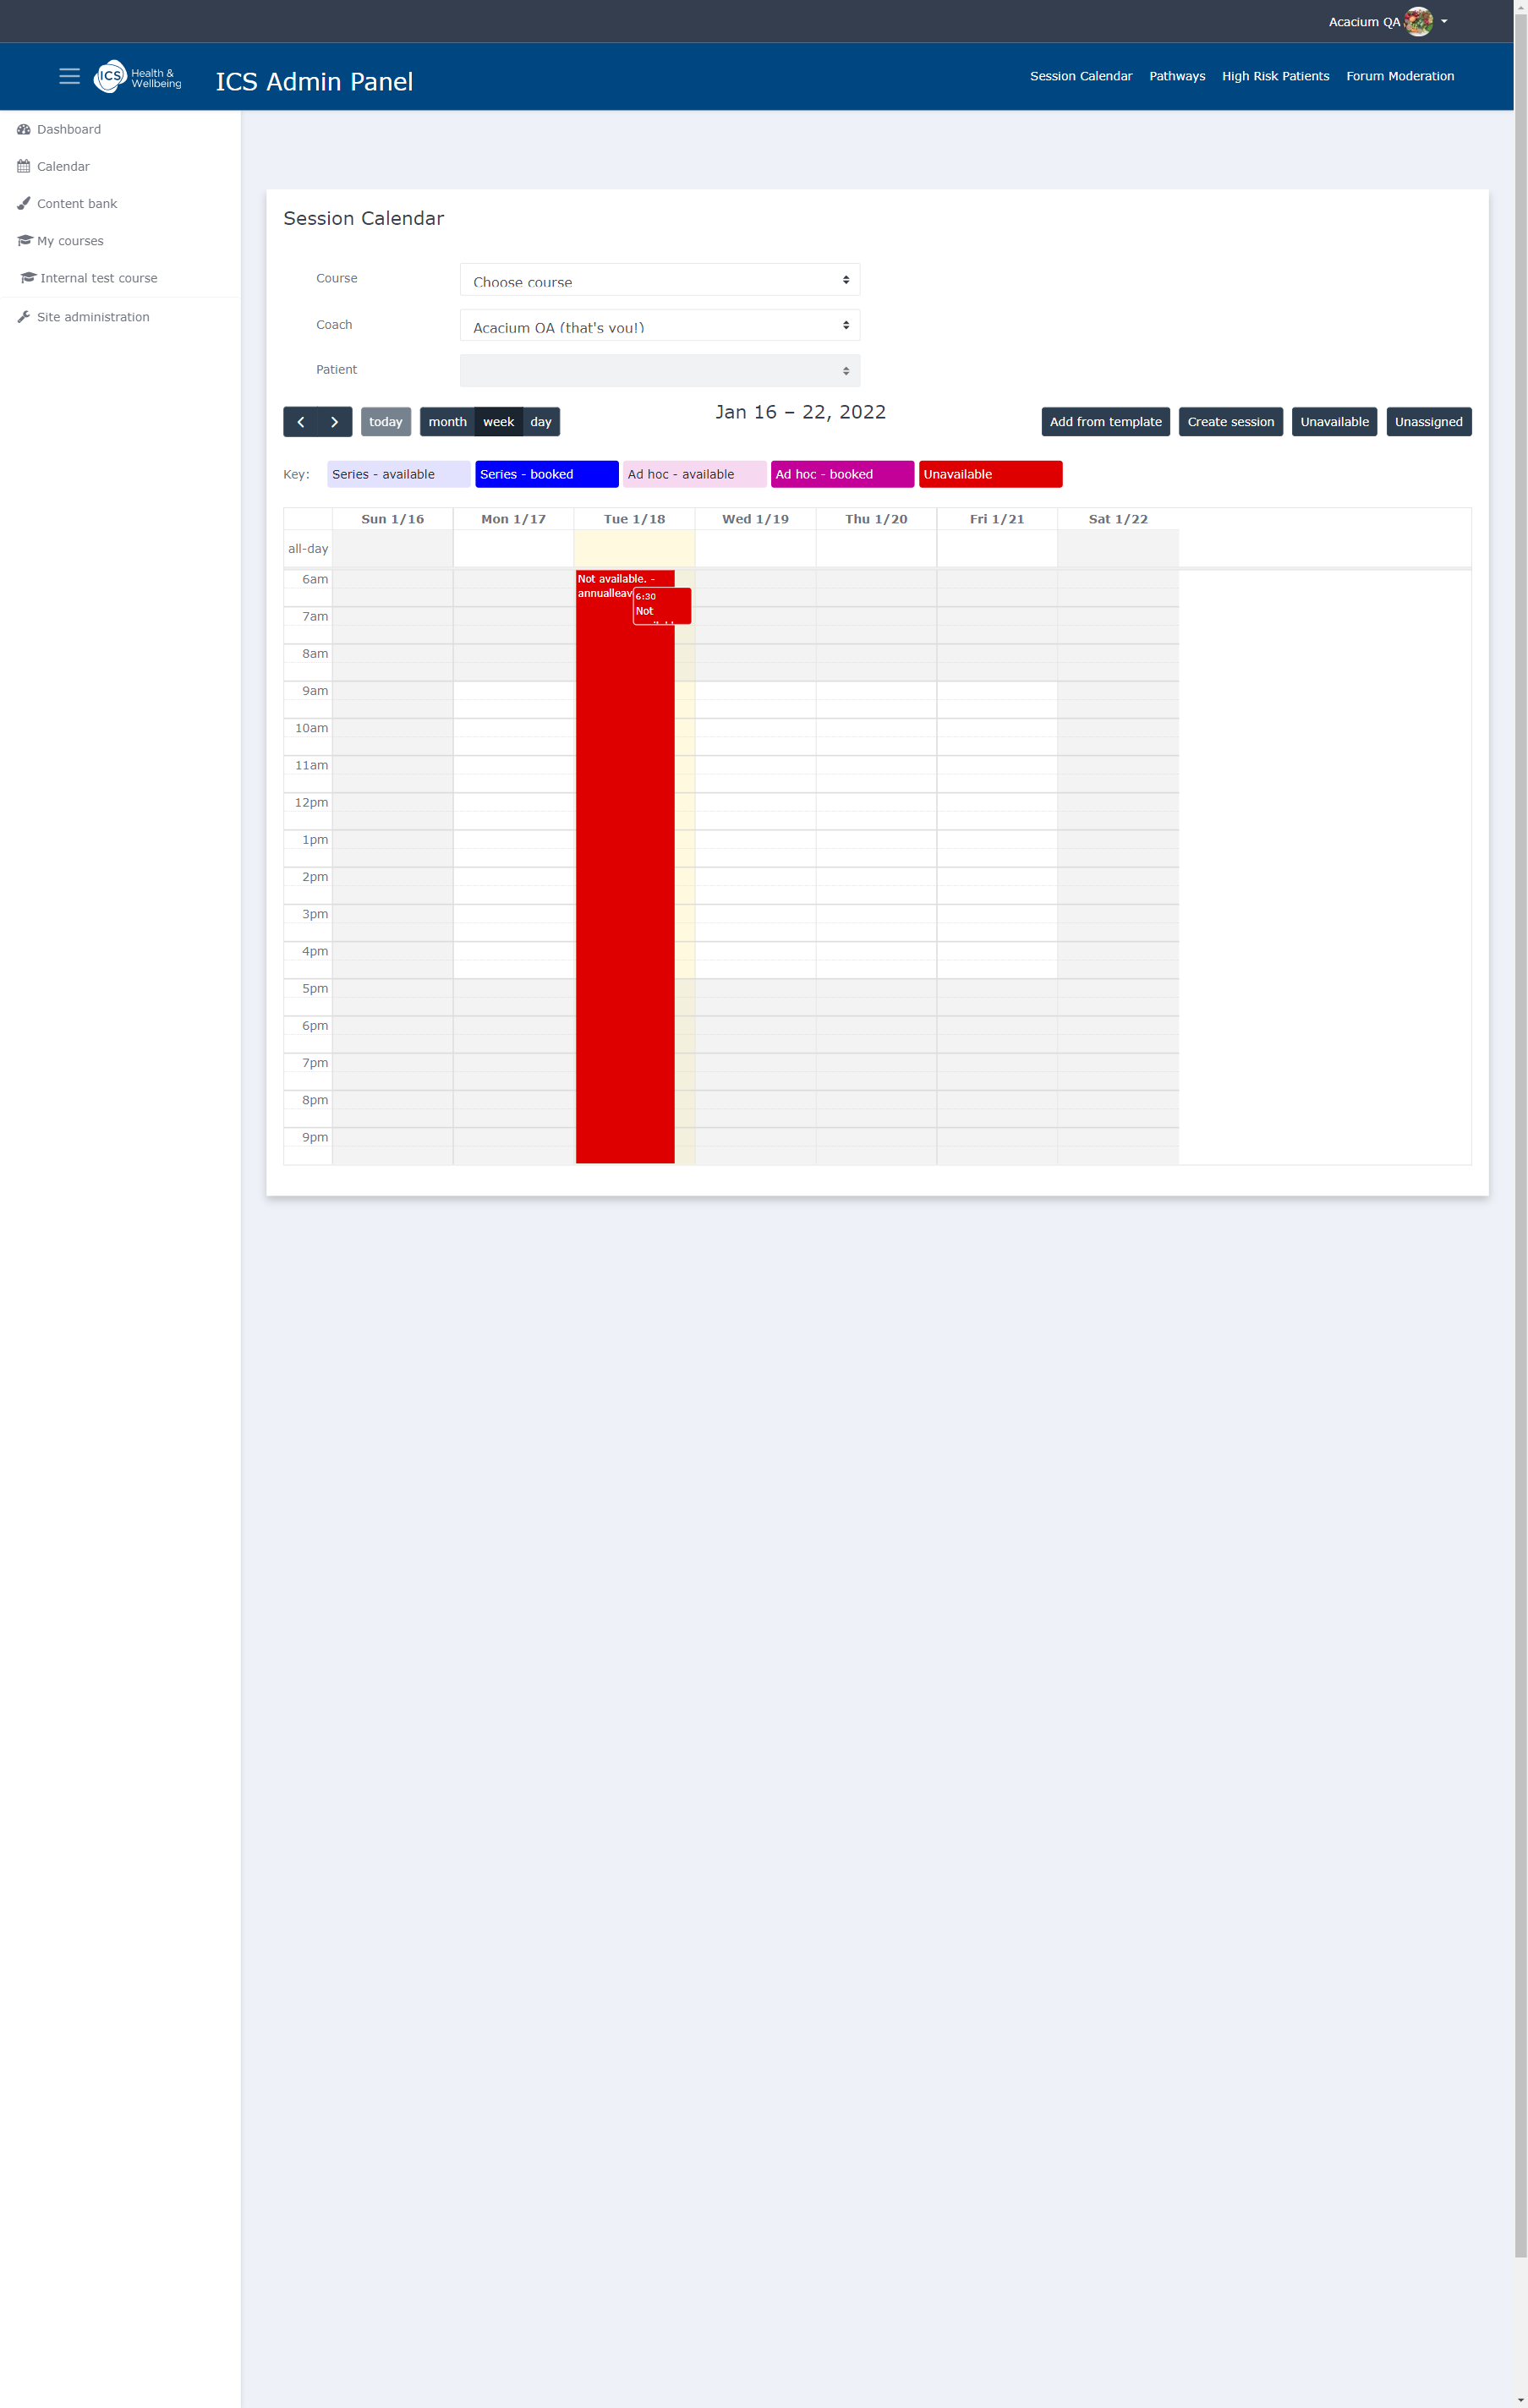 Acacium QA
ICS Health & Wellbeing
ICS Admin Panel
Session Calendar Pathways High Risk Patients Forum Moderation
Dashboard
Calendar
Content bank
My courses
Internal test course
Site administration
Session Calendar
Course Choose course
Coach Acacium QA (that's you!)
Patient
today month week day
Jan 16 – 22, 2022
Add from template Create session Unavailable Unassigned
Key: Series - available Series - booked Ad hoc - available Ad hoc - booked Unavailable
Sun 1/16 Mon 1/17 Tue 1/18 Wed 1/19 Thu 1/20 Fri 1/21 Sat 1/22
all-day
6am
Not available. -
annualleav
6:30
Not
7am
8am
9am
10am
11am
12pm
1pm
2pm
3pm
4pm
5pm
6pm
7pm
8pm
9pm